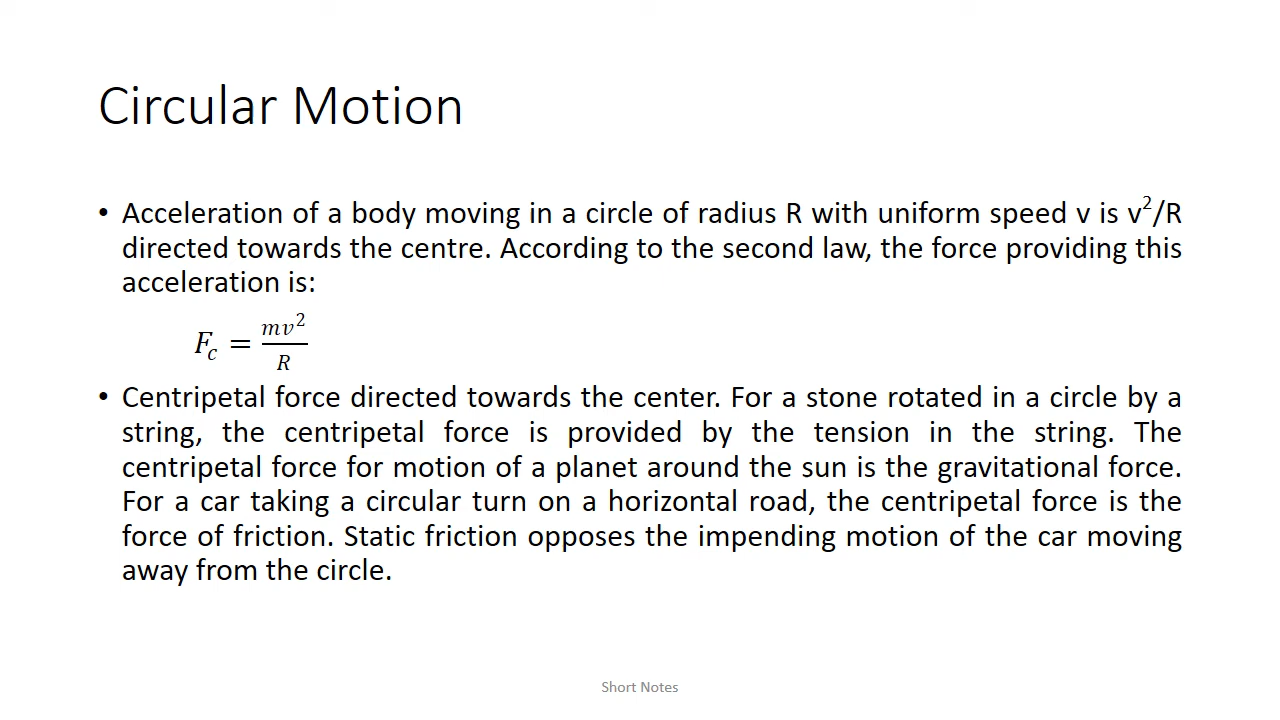 Circular Motion
• Acceleration of a body moving in a circle of radius R with uniform speed v is v²/R
directed towards the centre. According to the second law, the force providing this
acceleration is:
F_c = mv²/R
• Centripetal force directed towards the center. For a stone rotated in a circle by a
string, the centripetal force is provided by the tension in the string. The
centripetal force for motion of a planet around the sun is the gravitational force.
For a car taking a circular turn on a horizontal road, the centripetal force is the
force of friction. Static friction opposes the impending motion of the car moving
away from the circle.
Short Notes